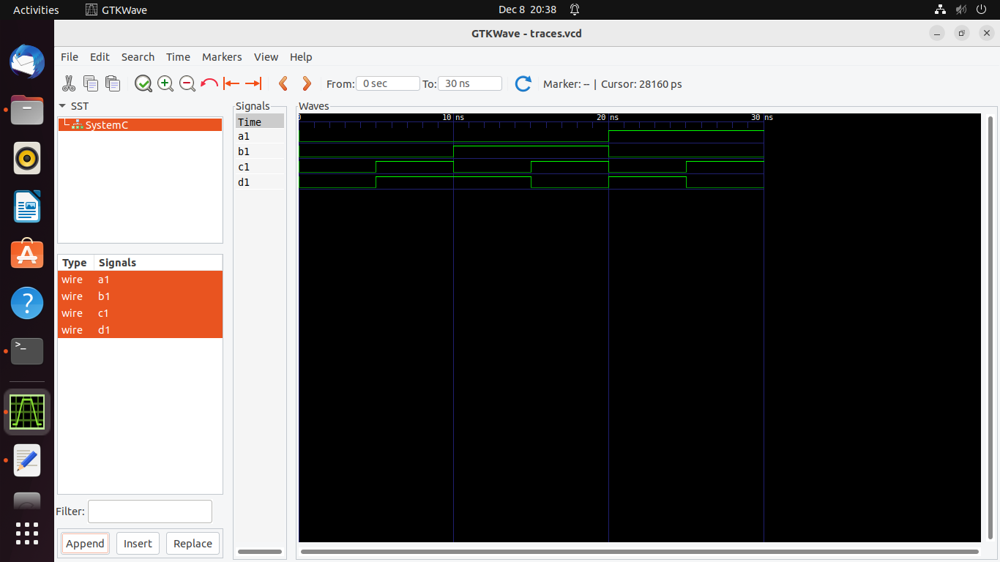 Activities GTKWave Dec 8 20:38
GTKWave - traces.vcd
File Edit Search Time Markers View Help
From: 0 sec To: 30 ns Marker: -- | Cursor: 28160 ps
SST Signals Waves
SystemC
Time
0 10 ns 20 ns 30 ns
a1
b1
c1
d1
Type Signals
wire a1
wire b1
wire c1
wire d1
Filter:
Append Insert Replace